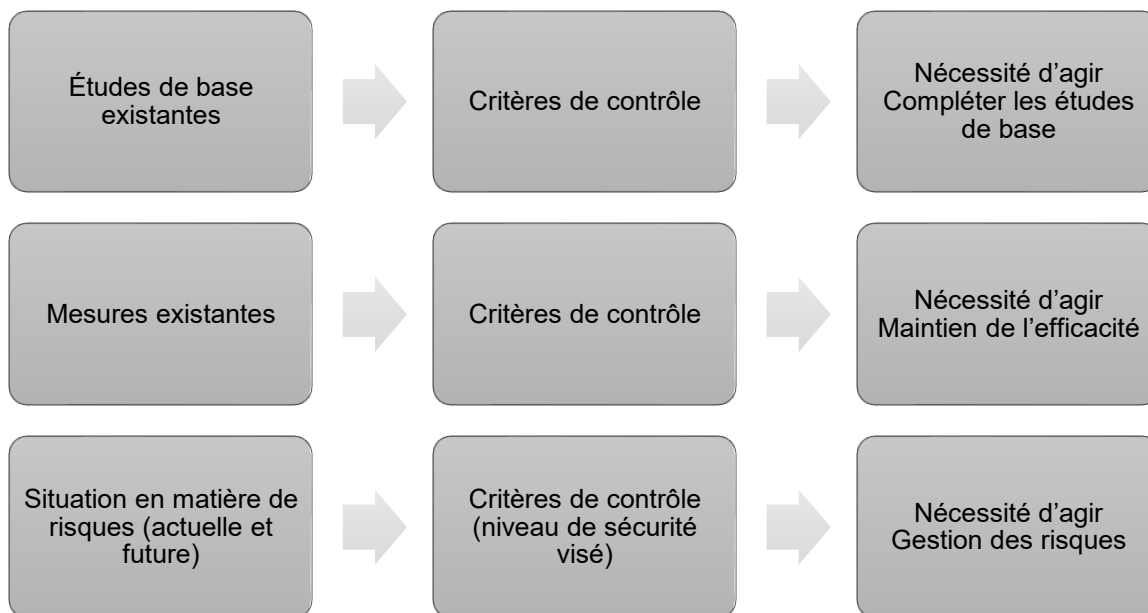 Études de base
existantes
Critères de contrôle
Nécessité d’agir
Compléter les études
de base
Mesures existantes
Critères de contrôle
Nécessité d’agir
Maintien de l’efficacité
Situation en matière de
risques (actuelle et
future)
Critères de contrôle
(niveau de sécurité
visé)
Nécessité d’agir
Gestion des risques